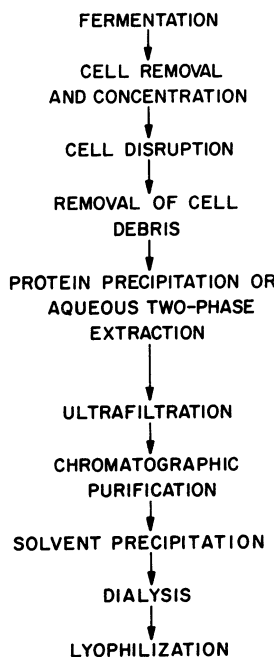 FERMENTATION
CELL REMOVAL
AND CONCENTRATION
CELL DISRUPTION
REMOVAL OF CELL
DEBRIS
PROTEIN PRECIPITATION OR
AQUEOUS TWO-PHASE
EXTRACTION
ULTRAFILTRATION
CHROMATOGRAPHIC
PURIFICATION
SOLVENT PRECIPITATION
DIALYSIS
LYOPHILIZATION